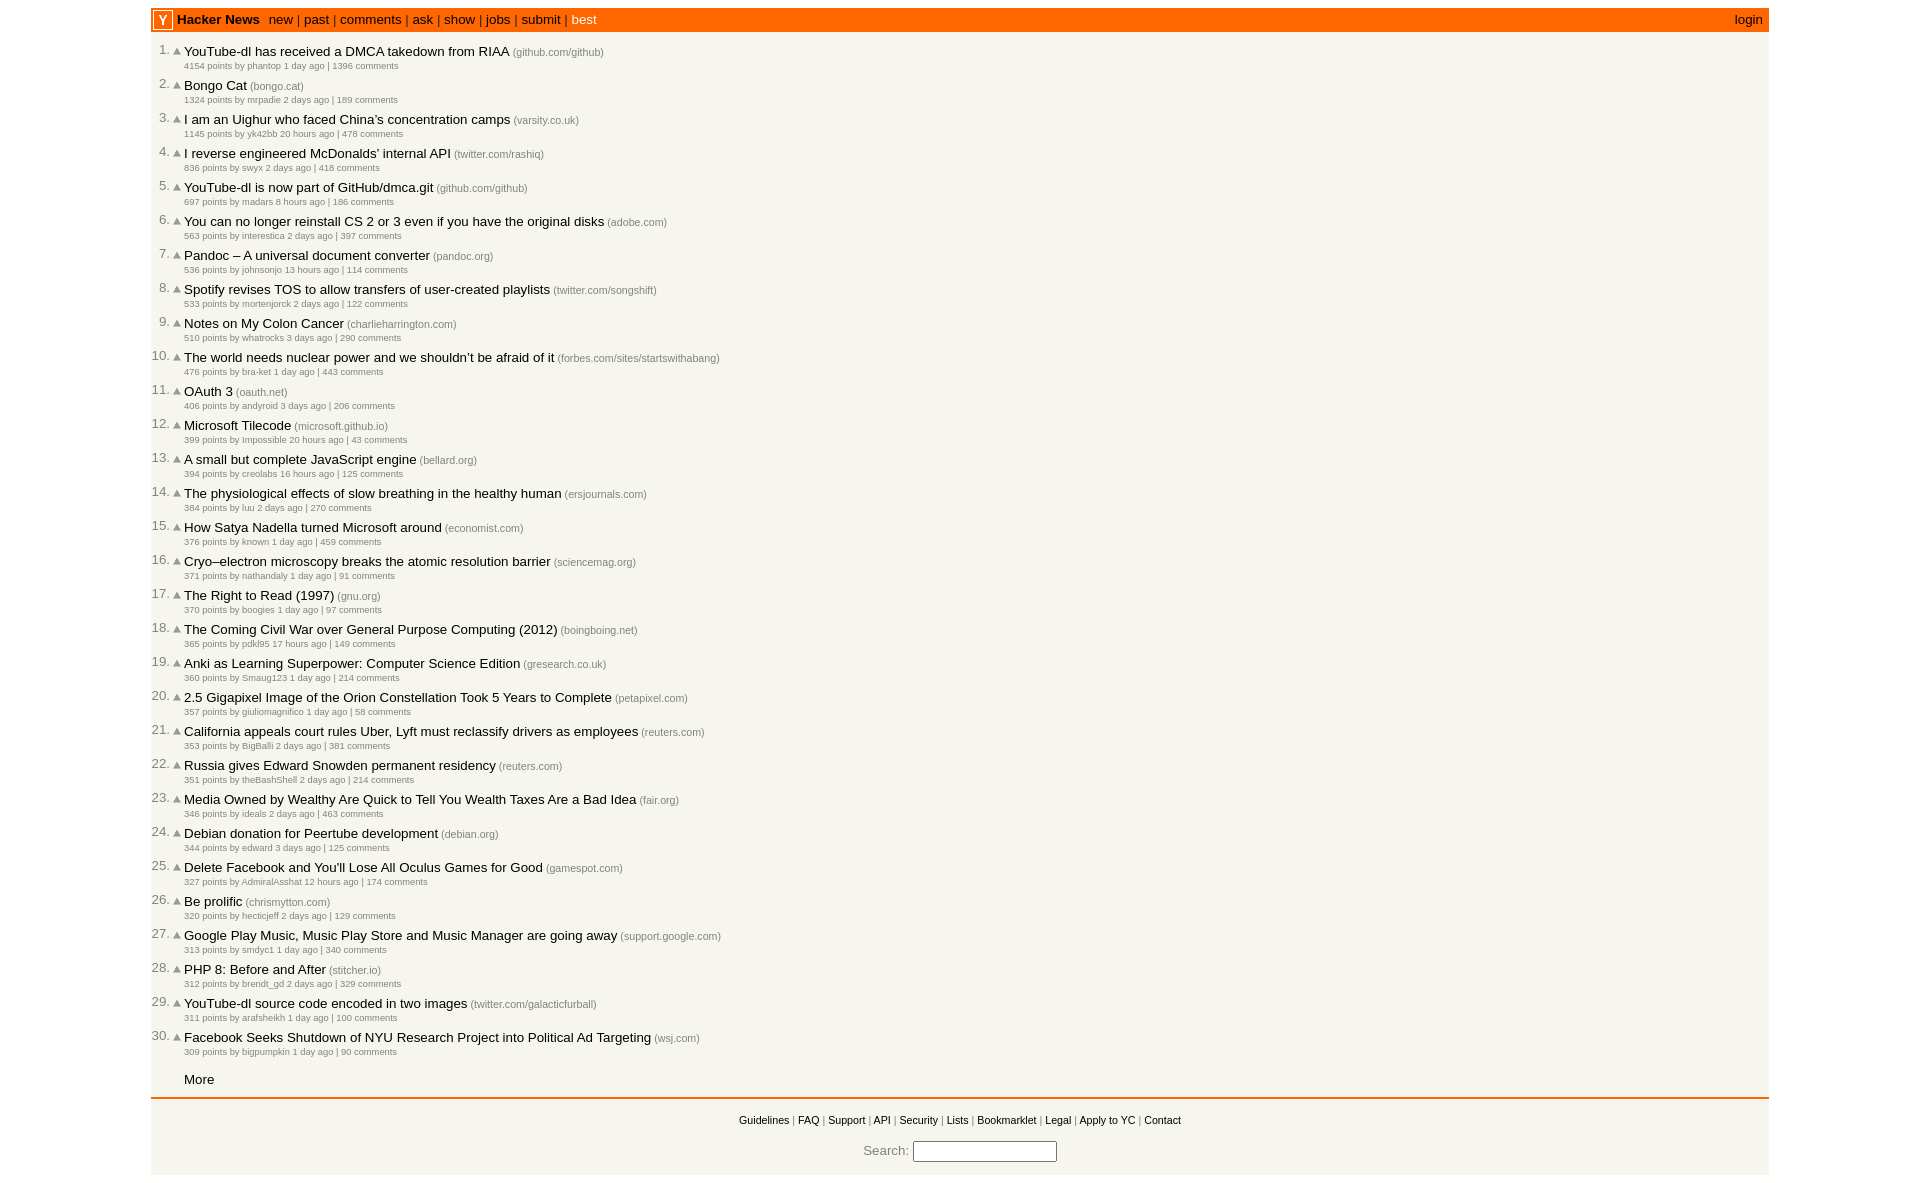 Y Hacker News new | past | comments | ask | show | jobs | submit | best login
1. YouTube-dl has received a DMCA takedown from RIAA (github.com/github)
4154 points by phantop 1 day ago | 1396 comments
2. Bongo Cat (bongo.cat)
1324 points by mrpadie 2 days ago | 189 comments
3. I am an Uighur who faced China’s concentration camps (varsity.co.uk)
1145 points by yk42bb 20 hours ago | 478 comments
4. I reverse engineered McDonalds’ internal API (twitter.com/rashiq)
836 points by swyx 2 days ago | 418 comments
5. YouTube-dl is now part of GitHub/dmca.git (github.com/github)
697 points by madars 8 hours ago | 186 comments
6. You can no longer reinstall CS 2 or 3 even if you have the original disks (adobe.com)
563 points by interestica 2 days ago | 397 comments
7. Pandoc – A universal document converter (pandoc.org)
536 points by johnsonjo 13 hours ago | 114 comments
8. Spotify revises TOS to allow transfers of user-created playlists (twitter.com/songshift)
533 points by mortenjorck 2 days ago | 122 comments
9. Notes on My Colon Cancer (charlieharrington.com)
510 points by whatrocks 3 days ago | 290 comments
10. The world needs nuclear power and we shouldn’t be afraid of it (forbes.com/sites/startswithabang)
476 points by bra-ket 1 day ago | 443 comments
11. OAuth 3 (oauth.net)
406 points by andyroid 3 days ago | 206 comments
12. Microsoft Tilecode (microsoft.github.io)
399 points by Impossible 20 hours ago | 43 comments
13. A small but complete JavaScript engine (bellard.org)
394 points by creolabs 16 hours ago | 125 comments
14. The physiological effects of slow breathing in the healthy human (ersjournals.com)
384 points by luu 2 days ago | 270 comments
15. How Satya Nadella turned Microsoft around (economist.com)
376 points by known 1 day ago | 459 comments
16. Cryo–electron microscopy breaks the atomic resolution barrier (sciencemag.org)
371 points by nathandaly 1 day ago | 91 comments
17. The Right to Read (1997) (gnu.org)
370 points by boogies 1 day ago | 97 comments
18. The Coming Civil War over General Purpose Computing (2012) (boingboing.net)
365 points by pdkl95 17 hours ago | 149 comments
19. Anki as Learning Superpower: Computer Science Edition (gresearch.co.uk)
360 points by Smaug123 1 day ago | 214 comments
20. 2.5 Gigapixel Image of the Orion Constellation Took 5 Years to Complete (petapixel.com)
357 points by giuliomagnifico 1 day ago | 58 comments
21. California appeals court rules Uber, Lyft must reclassify drivers as employees (reuters.com)
353 points by BigBalli 2 days ago | 381 comments
22. Russia gives Edward Snowden permanent residency (reuters.com)
351 points by theBashShell 2 days ago | 214 comments
23. Media Owned by Wealthy Are Quick to Tell You Wealth Taxes Are a Bad Idea (fair.org)
346 points by ideals 2 days ago | 463 comments
24. Debian donation for Peertube development (debian.org)
344 points by edward 3 days ago | 125 comments
25. Delete Facebook and You'll Lose All Oculus Games for Good (gamespot.com)
327 points by AdmiralAsshat 12 hours ago | 174 comments
26. Be prolific (chrismytton.com)
320 points by hecticjeff 2 days ago | 129 comments
27. Google Play Music, Music Play Store and Music Manager are going away (support.google.com)
313 points by smdyc1 1 day ago | 340 comments
28. PHP 8: Before and After (stitcher.io)
312 points by brendt_gd 2 days ago | 329 comments
29. YouTube-dl source code encoded in two images (twitter.com/galacticfurball)
311 points by arafsheikh 1 day ago | 100 comments
30. Facebook Seeks Shutdown of NYU Research Project into Political Ad Targeting (wsj.com)
309 points by bigpumpkin 1 day ago | 90 comments
More
Guidelines | FAQ | Support | API | Security | Lists | Bookmarklet | Legal | Apply to YC | Contact
Search: